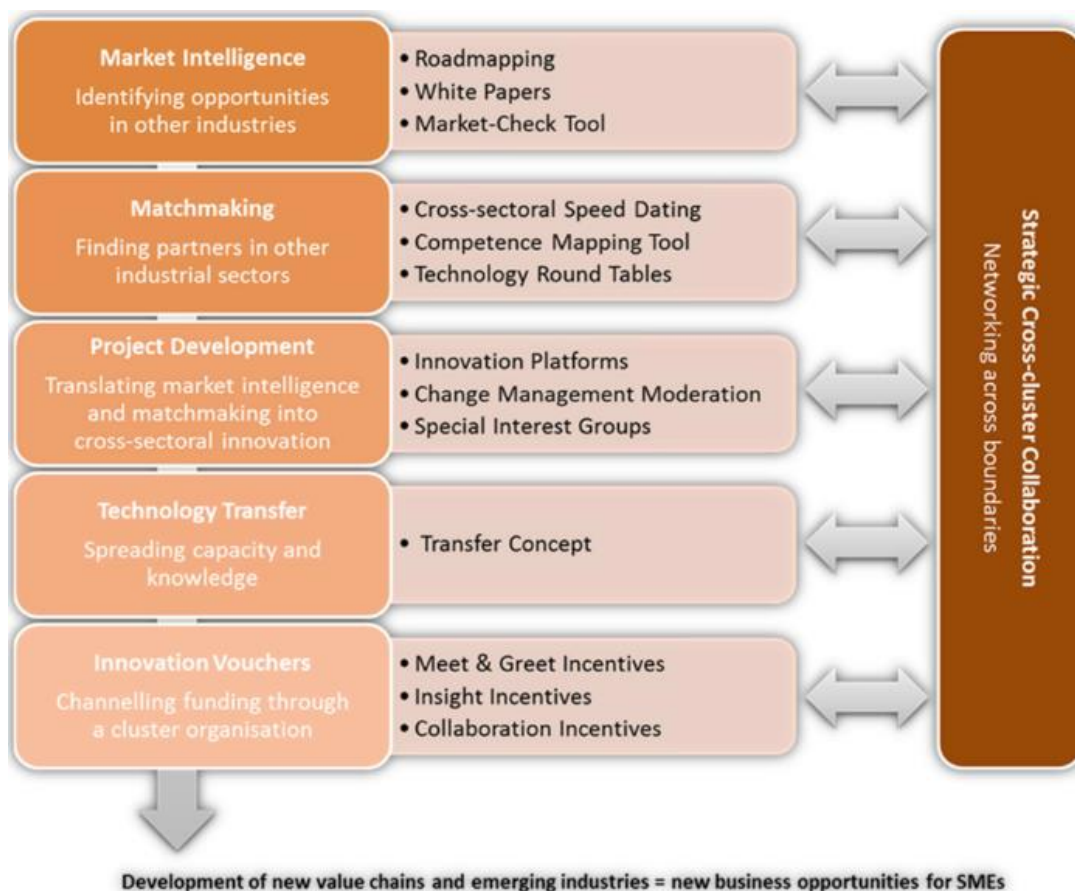 Market Intelligence
Identifying opportunities
in other industries
• Roadmapping
• White Papers
• Market-Check Tool
Matchmaking
Finding partners in other
industrial sectors
• Cross-sectoral Speed Dating
• Competence Mapping Tool
• Technology Round Tables
Project Development
Translating market intelligence
and matchmaking into
cross-sectoral innovation
• Innovation Platforms
• Change Management Moderation
• Special Interest Groups
Technology Transfer
Spreading capacity and
knowledge
• Transfer Concept
Innovation Vouchers
Channelling funding through
a cluster organisation
• Meet & Greet Incentives
• Insight Incentives
• Collaboration Incentives
Strategic Cross-cluster Collaboration
Networking across boundaries
Development of new value chains and emerging industries = new business opportunities for SMEs